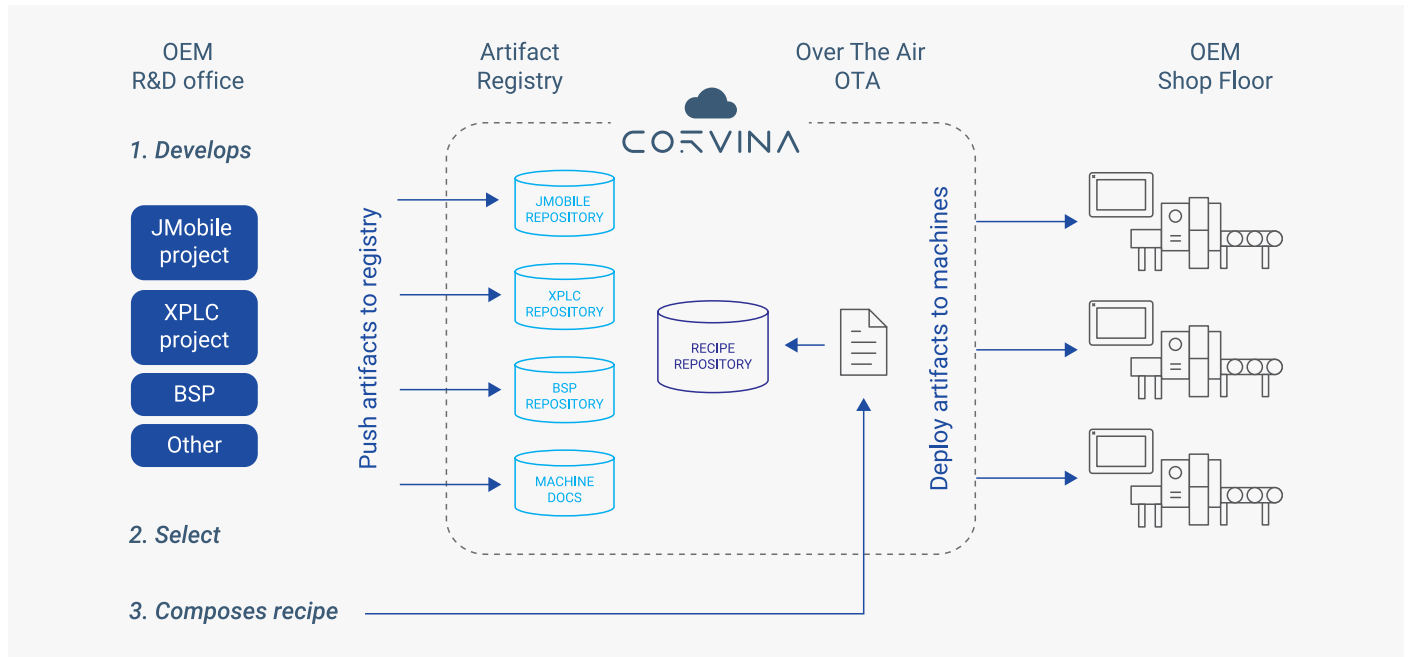 OEM
R&D office
Artifact
Registry
Over The Air
OTA
OEM
Shop Floor
CORVINA
1. Develops
JMobile
project
XPLC
project
BSP
Other
2. Select
3. Composes recipe
Push artifacts to registry
JMOBILE
REPOSITORY
XPLC
REPOSITORY
BSP
REPOSITORY
MACHINE
DOCS
RECIPE
REPOSITORY
Deploy artifacts to machines